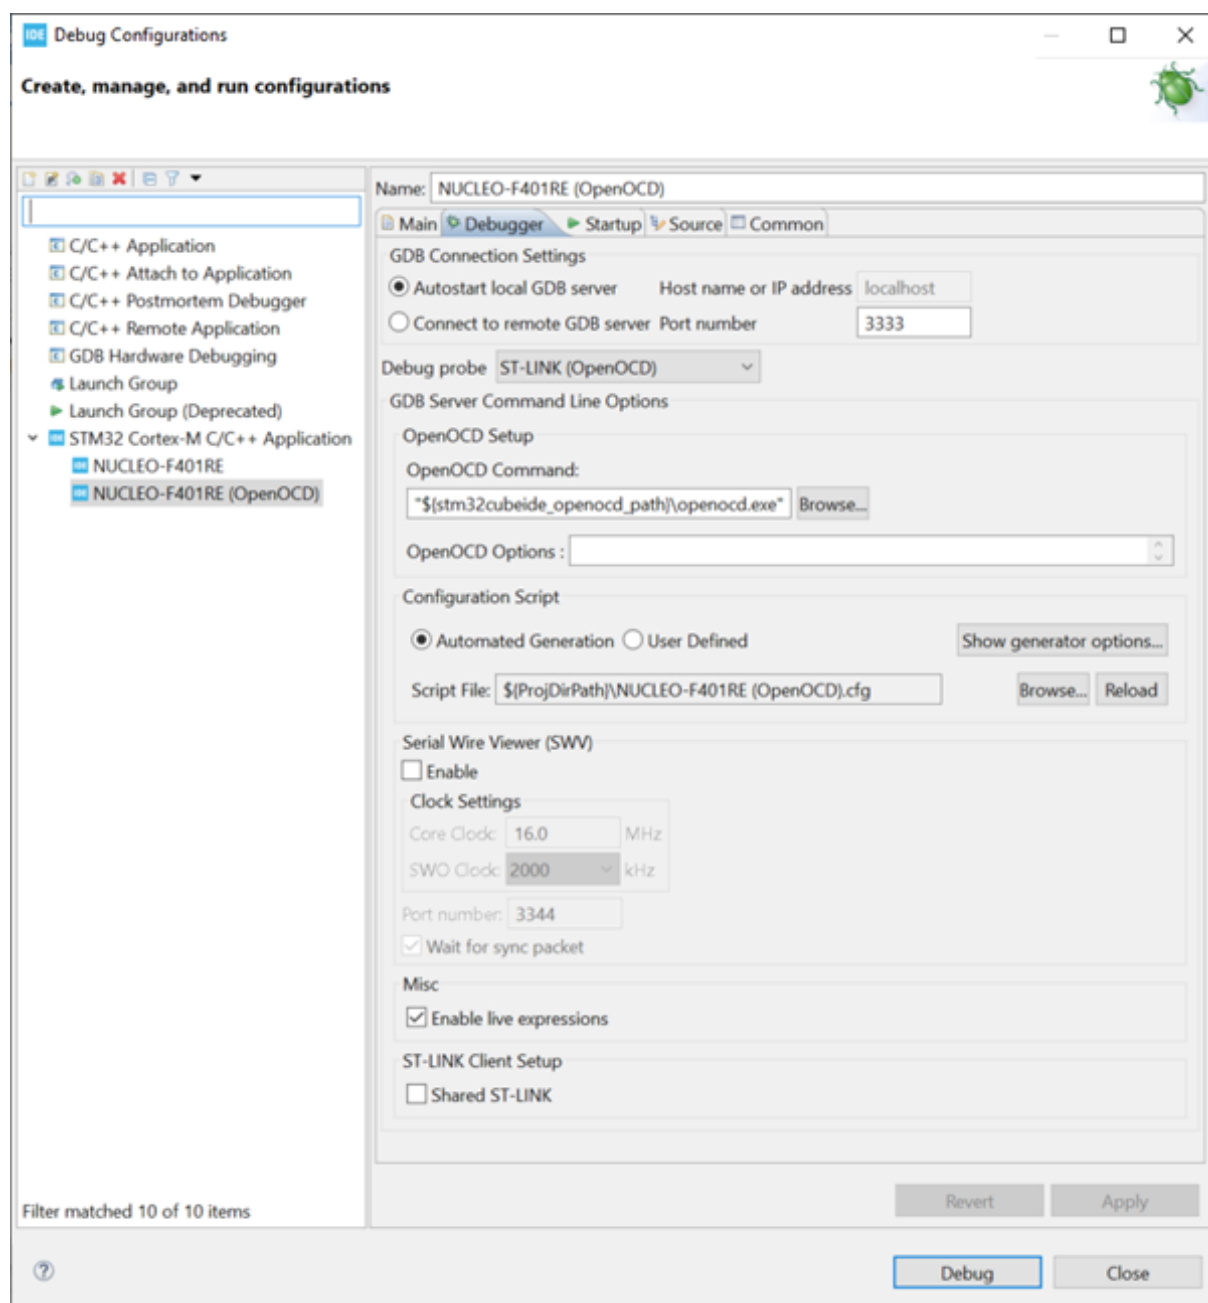 IDE Debug Configurations
Create, manage, and run configurations
Name: NUCLEO-F401RE (OpenOCD)
Main Debugger Startup Source Common
C/C++ Application
C/C++ Attach to Application
C/C++ Postmortem Debugger
C/C++ Remote Application
GDB Hardware Debugging
Launch Group
Launch Group (Deprecated)
STM32 Cortex-M C/C++ Application
NUCLEO-F401RE
NUCLEO-F401RE (OpenOCD)
Filter matched 10 of 10 items
GDB Connection Settings
Autostart local GDB server Host name or IP address localhost
Connect to remote GDB server Port number 3333
Debug probe ST-LINK (OpenOCD)
GDB Server Command Line Options
OpenOCD Setup
OpenOCD Command:
"${stm32cubeide_openocd_path}\openocd.exe" Browse...
OpenOCD Options :
Configuration Script
Automated Generation User Defined Show generator options...
Script File: ${ProjDirPath}\NUCLEO-F401RE (OpenOCD).cfg Browse... Reload
Serial Wire Viewer (SWV)
Enable
Clock Settings
Core Clock: 16.0 MHz
SWO Clock: 2000 kHz
Port number: 3344
Wait for sync packet
Misc
Enable live expressions
ST-LINK Client Setup
Shared ST-LINK
Revert Apply
? Debug Close